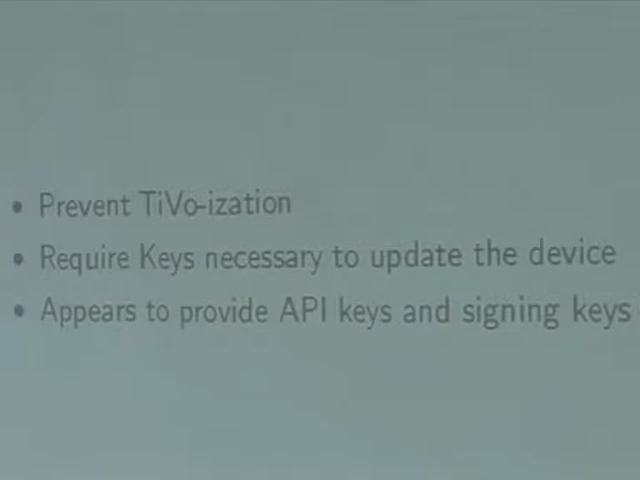 • Prevent TiVo-ization
• Require Keys necessary to update the device
• Appears to provide API keys and signing keys